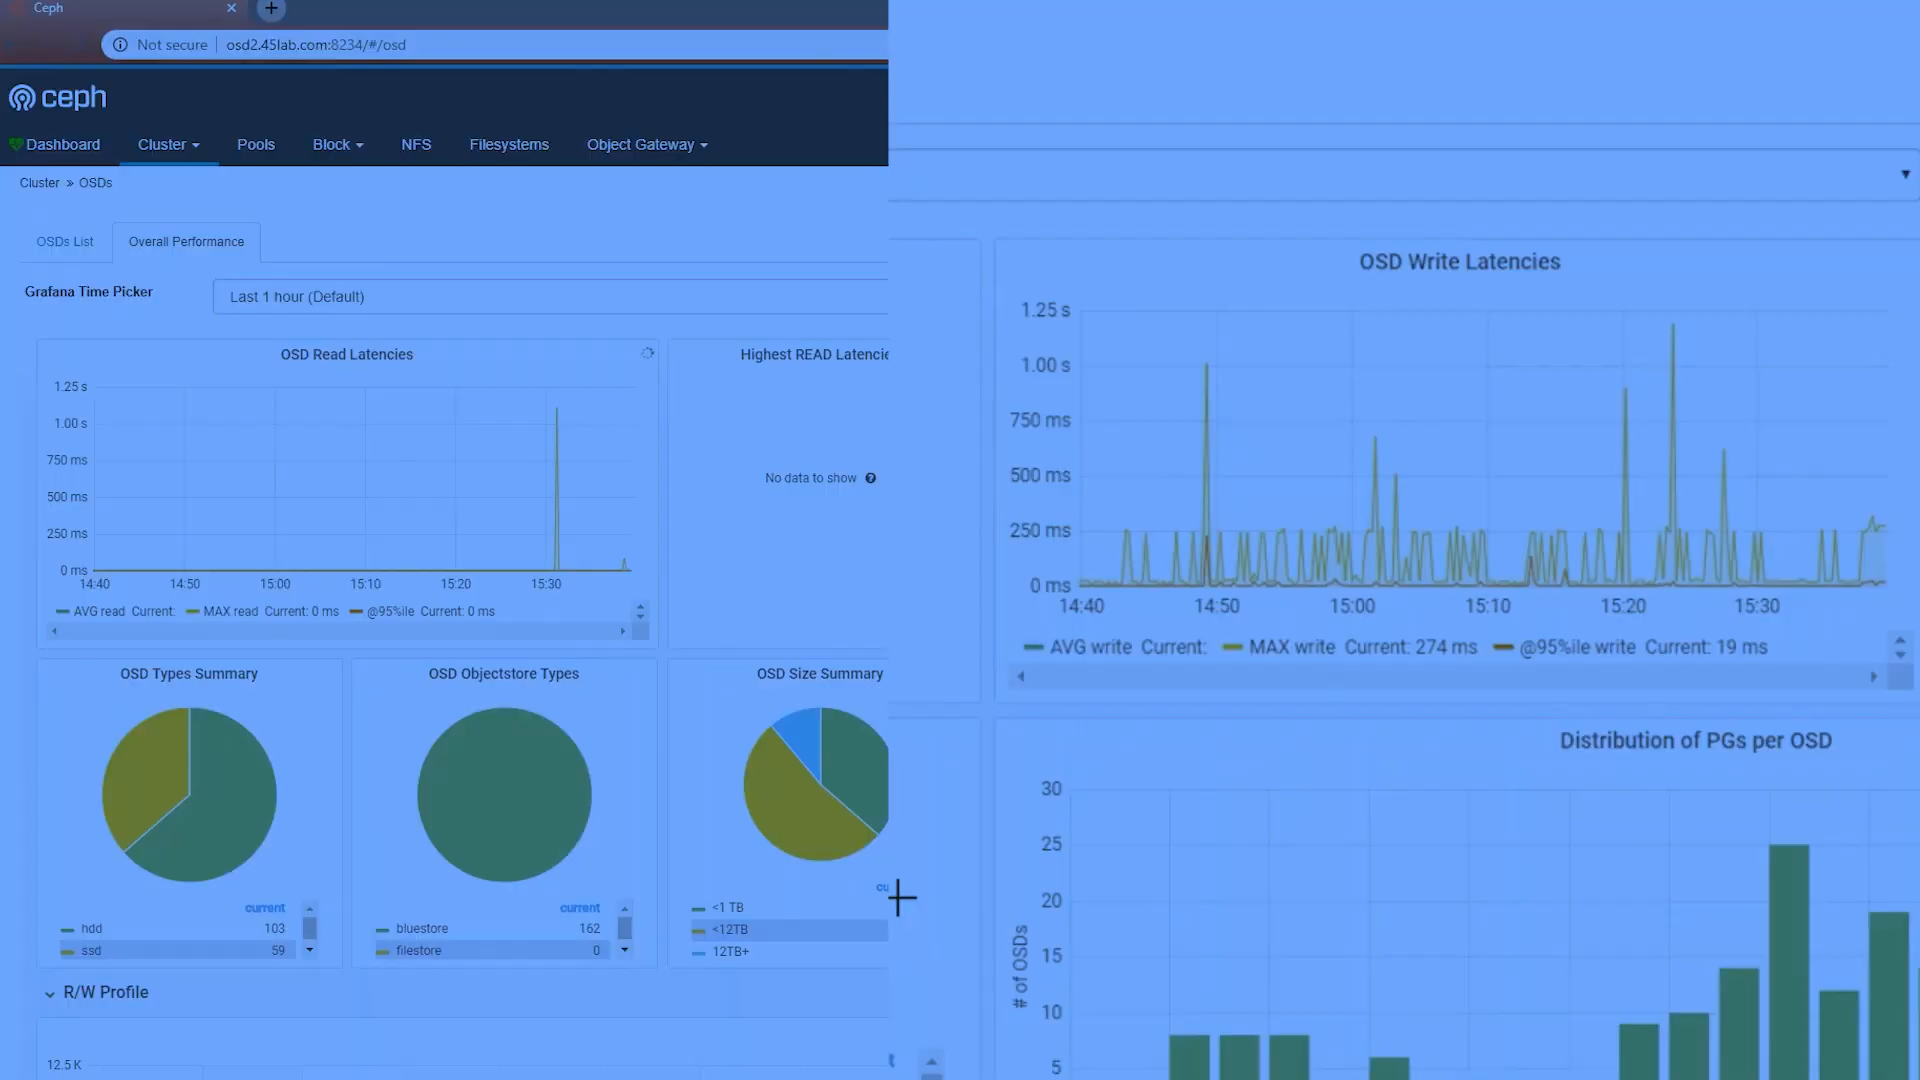 Ceph
Not secure osd2.45lab.com:8234/#/osd
ceph
Dashboard Cluster Pools Block NFS Filesystems Object Gateway
Cluster » OSDs
OSDs List Overall Performance
Grafana Time Picker Last 1 hour (Default)
OSD Read Latencies
1.25 s
1.00 s
750 ms
500 ms
250 ms
0 ms
14:40 14:50 15:00 15:10 15:20 15:30
AVG read Current: MAX read Current: 0 ms @95%ile Current: 0 ms
Highest READ Latencie
No data to show
OSD Write Latencies
1.25 s
1.00 s
750 ms
500 ms
250 ms
0 ms
14:40 14:50 15:00 15:10 15:20 15:30
AVG write Current: MAX write Current: 274 ms @95%ile write Current: 19 ms
OSD Types Summary
current
hdd 103
ssd 59
OSD Objectstore Types
current
bluestore 162
filestore 0
OSD Size Summary
cu
<1 TB
<12TB
12TB+
Distribution of PGs per OSD
# of OSDs
30
25
20
15
10
5
R/W Profile
12.5 K